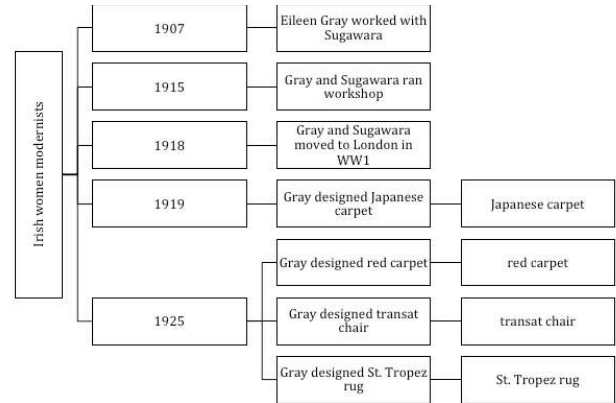 Irish women modernists
1907
Eileen Gray worked with
Sugawara
1915
Gray and Sugawara ran
workshop
1918
Gray and Sugawara
moved to London in
WW1
1919
Gray designed Japanese
carpet
Japanese carpet
1925
Gray designed red carpet
red carpet
Gray designed transat
chair
transat chair
Gray designed St. Tropez
rug
St. Tropez rug